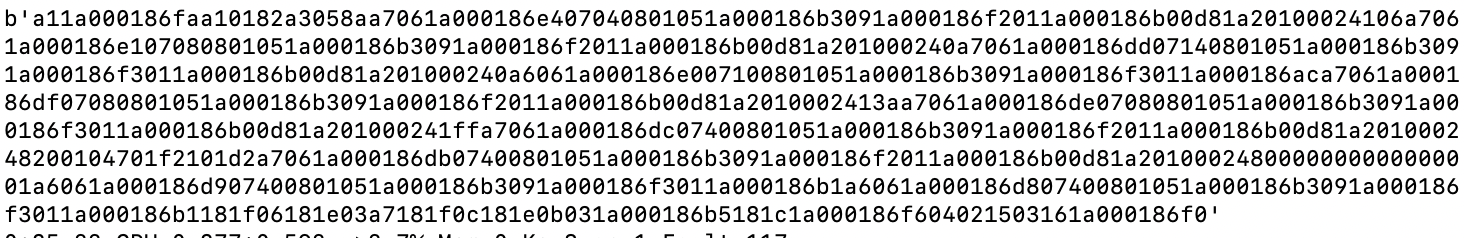 b'a11a000186faa10182a3058aa7061a000186e407040801051a000186b3091a000186f2011a000186b00d81a20100024106a706
1a000186e107080801051a000186b3091a000186f2011a000186b00d81a201000240a7061a000186dd07140801051a000186b309
1a000186f3011a000186b00d81a201000240a6061a000186e007100801051a000186b3091a000186f3011a000186aca7061a0001
86df07080801051a000186b3091a000186f2011a000186b00d81a2010002413aa7061a000186de07080801051a000186b3091a00
0186f3011a000186b00d81a201000241ffa7061a000186dc07400801051a000186b3091a000186f2011a000186b00d81a2010002
48200104701f2101d2a7061a000186db07400801051a000186b3091a000186f2011a000186b00d81a20100024800000000000000
01a6061a000186d907400801051a000186b3091a000186f3011a000186b1a6061a000186d807400801051a000186b3091a000186
f3011a000186b1181f06181e03a7181f0c181e0b031a000186b5181c1a000186f604021503161a000186f0'